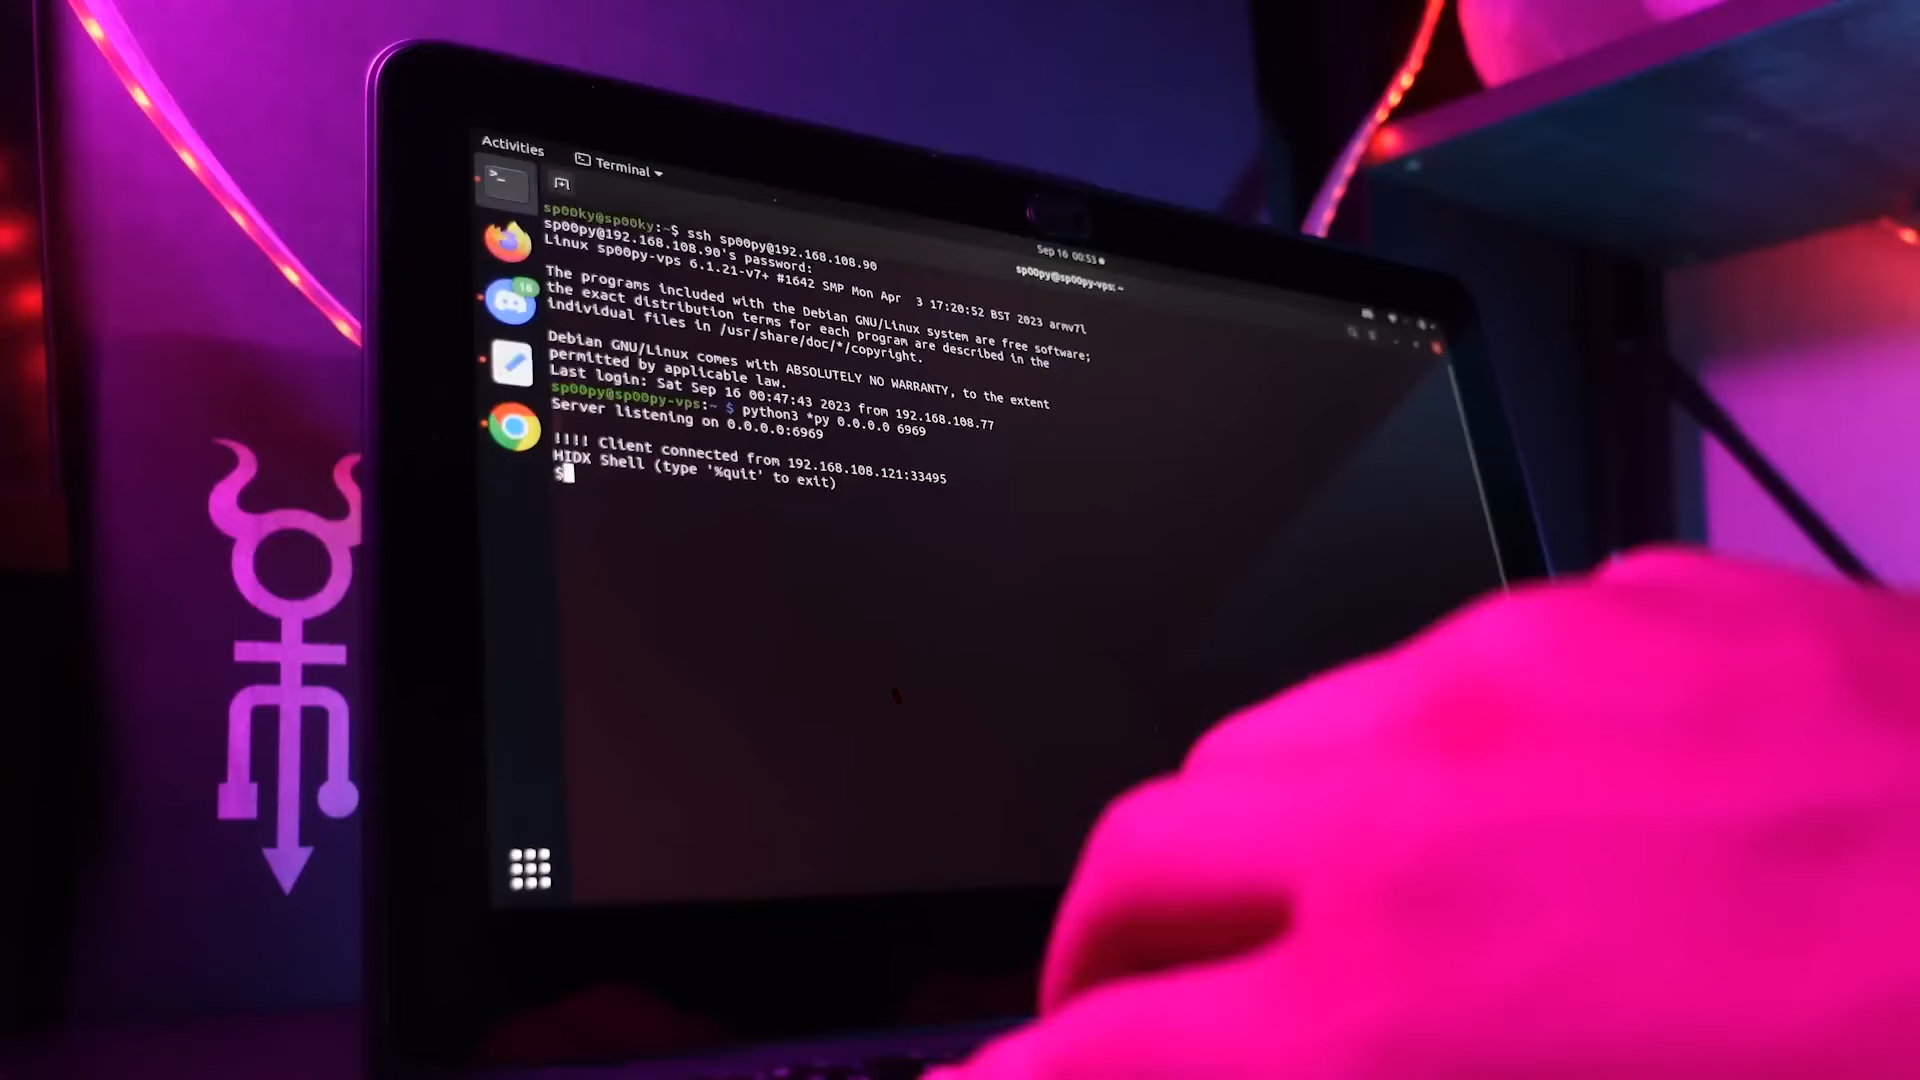 Activities
Terminal
Sep 16 00:53
sp00py@sp00py-vps: ~
16
sp00ky@sp00ky:~$ ssh sp00py@192.168.108.90
sp00py@192.168.108.90's password:
Linux sp00py-vps 6.1.21-v7+ #1642 SMP Mon Apr  3 17:20:52 BST 2023 armv7l
The programs included with the Debian GNU/Linux system are free software;
the exact distribution terms for each program are described in the
individual files in /usr/share/doc/*/copyright.
Debian GNU/Linux comes with ABSOLUTELY NO WARRANTY, to the extent
permitted by applicable law.
Last login: Sat Sep 16 00:47:43 2023 from 192.168.108.77
sp00py@sp00py-vps:~ $ python3 *py 0.0.0.0 6969
Server listening on 0.0.0.0:6969
!!!! Client connected from 192.168.108.121:33495
HIDX Shell (type '%quit' to exit)
$